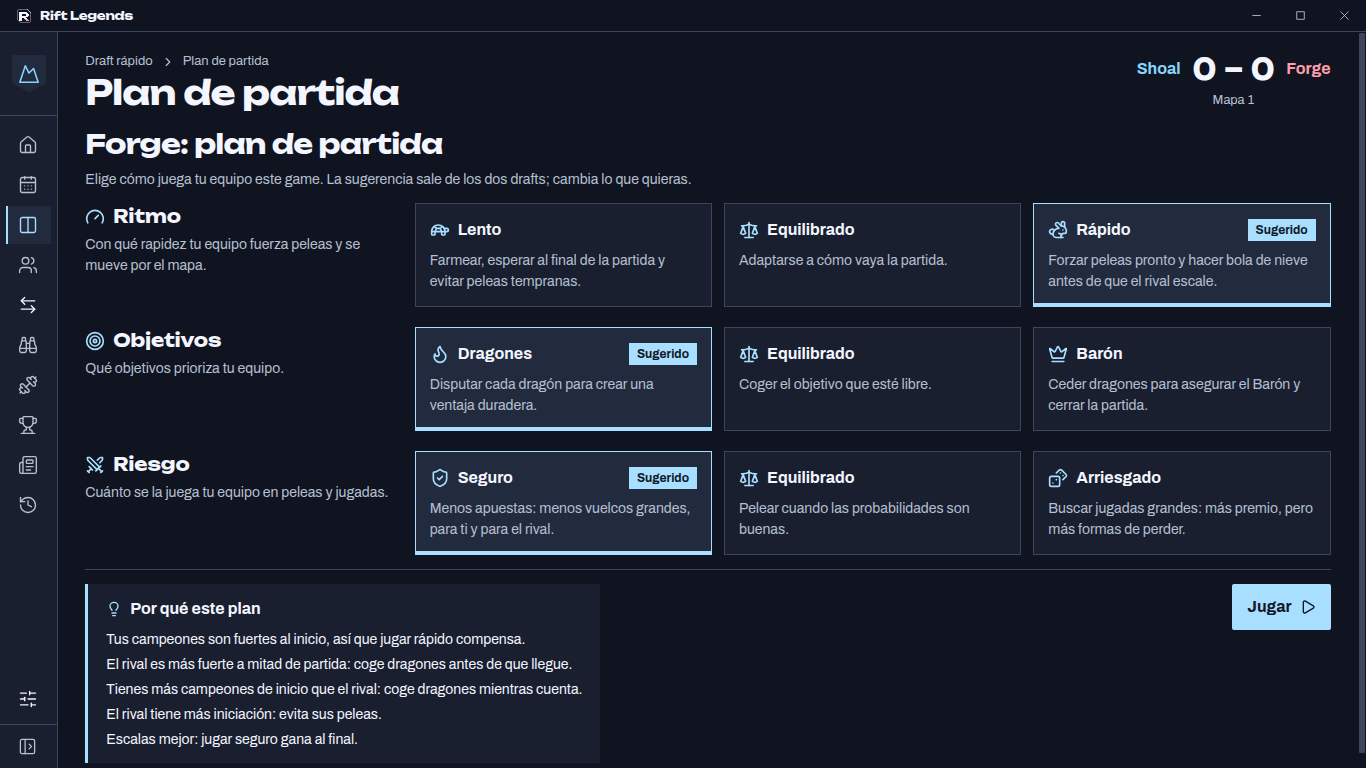 Rift Legends
Draft rápido > Plan de partida
Plan de partida
Shoal 0 – 0 Forge
Mapa 1
Forge: plan de partida
Elige cómo juega tu equipo este game. La sugerencia sale de los dos drafts; cambia lo que quieras.
Ritmo
Con qué rapidez tu equipo fuerza peleas y se
mueve por el mapa.
Lento
Farmear, esperar al final de la partida y
evitar peleas tempranas.
Equilibrado
Adaptarse a cómo vaya la partida.
Rápido
Sugerido
Forzar peleas pronto y hacer bola de nieve
antes de que el rival escale.
Objetivos
Qué objetivos prioriza tu equipo.
Dragones
Sugerido
Disputar cada dragón para crear una
ventaja duradera.
Equilibrado
Coger el objetivo que esté libre.
Barón
Ceder dragones para asegurar el Barón y
cerrar la partida.
Riesgo
Cuánto se la juega tu equipo en peleas y jugadas.
Seguro
Sugerido
Menos apuestas: menos vuelcos grandes,
para ti y para el rival.
Equilibrado
Pelear cuando las probabilidades son
buenas.
Arriesgado
Buscar jugadas grandes: más premio, pero
más formas de perder.
Por qué este plan
Tus campeones son fuertes al inicio, así que jugar rápido compensa.
El rival es más fuerte a mitad de partida: coge dragones antes de que llegue.
Tienes más campeones de inicio que el rival: coge dragones mientras cuenta.
El rival tiene más iniciación: evita sus peleas.
Escalas mejor: jugar seguro gana al final.
Jugar